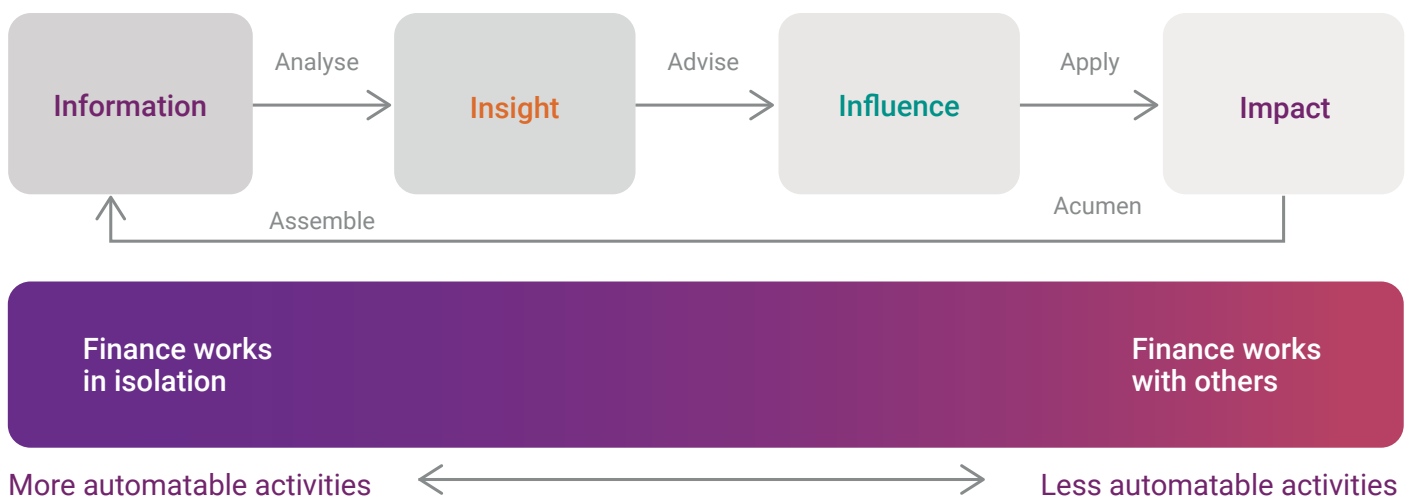 Analyse
Advise
Apply
Information
Insight
Influence
Impact
Assemble
Acumen
Finance works
in isolation
Finance works
with others
More automatable activities
Less automatable activities